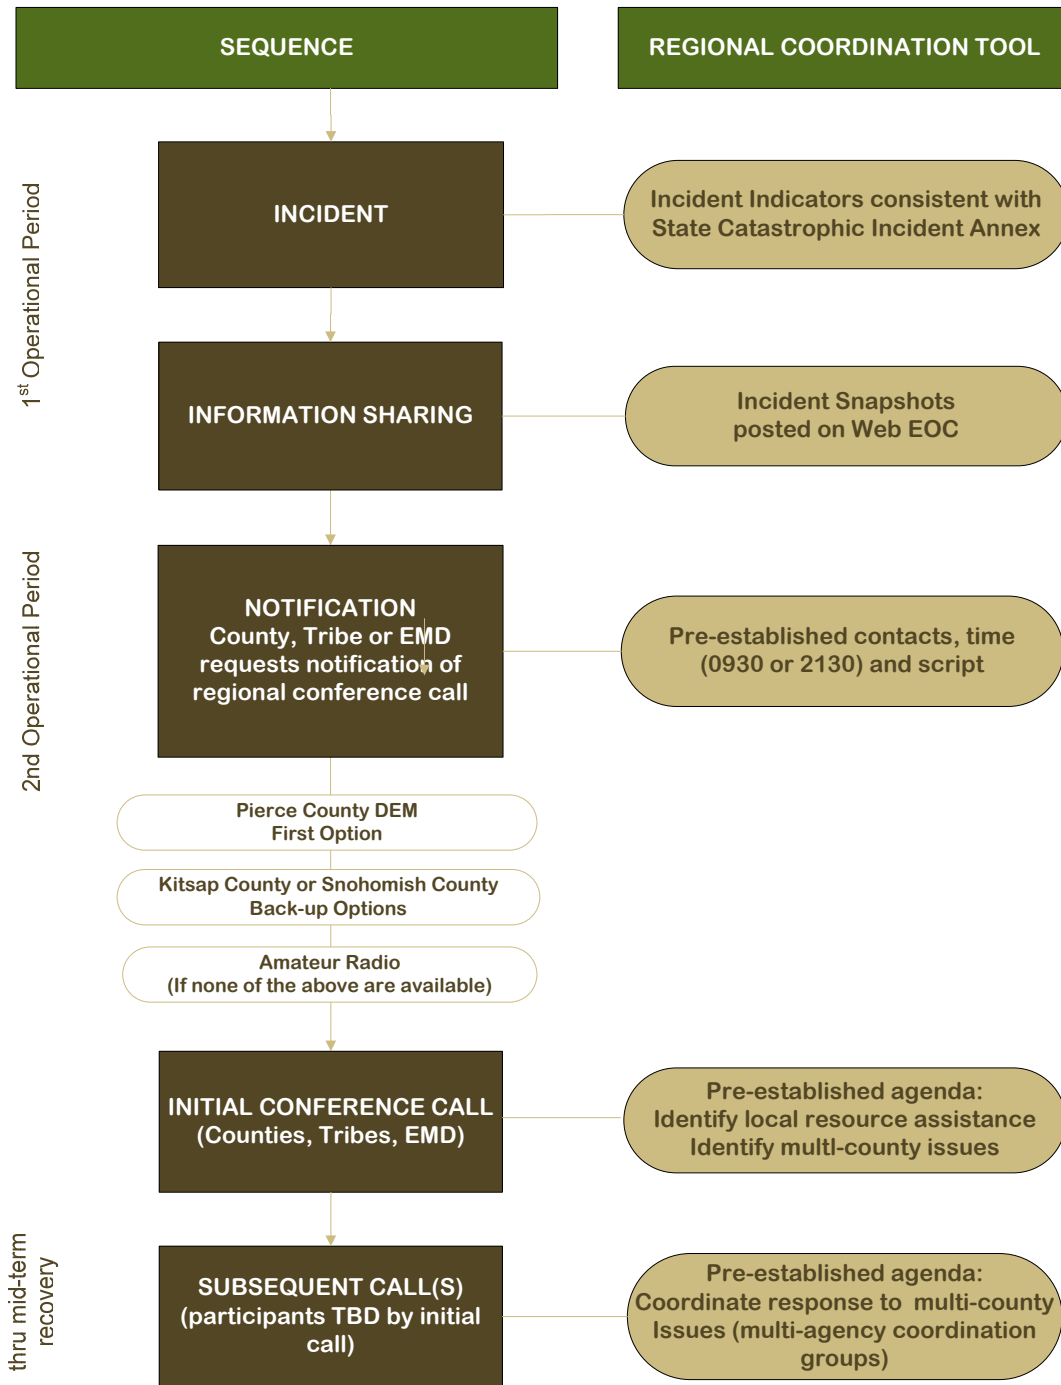 SEQUENCE
REGIONAL COORDINATION TOOL
1st Operational Period
INCIDENT
Incident Indicators consistent with
State Catastrophic Incident Annex
INFORMATION SHARING
Incident Snapshots
posted on Web EOC
2nd Operational Period
NOTIFICATION
County, Tribe or EMD
requests notification of
regional conference call
Pre-established contacts, time
(0930 or 2130) and script
Pierce County DEM
First Option
Kitsap County or Snohomish County
Back-up Options
Amateur Radio
(If none of the above are available)
INITIAL CONFERENCE CALL
(Counties, Tribes, EMD)
Pre-established agenda:
Identify local resource assistance
Identify multI-county issues
thru mid-term
recovery
SUBSEQUENT CALL(S)
(participants TBD by initial
call)
Pre-established agenda:
Coordinate response to multi-county
Issues (multi-agency coordination
groups)